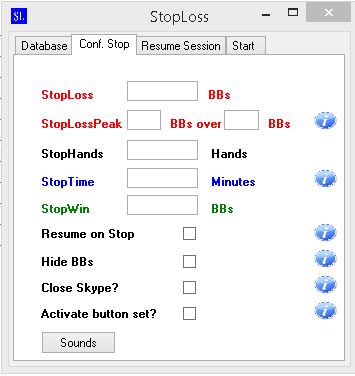 SL StopLoss
Database Conf. Stop Resume Session Start
StopLoss BBs
StopLossPeak BBs over BBs
StopHands Hands
StopTime Minutes
StopWin BBs
Resume on Stop
Hide BBs
Close Skype?
Activate button set?
Sounds